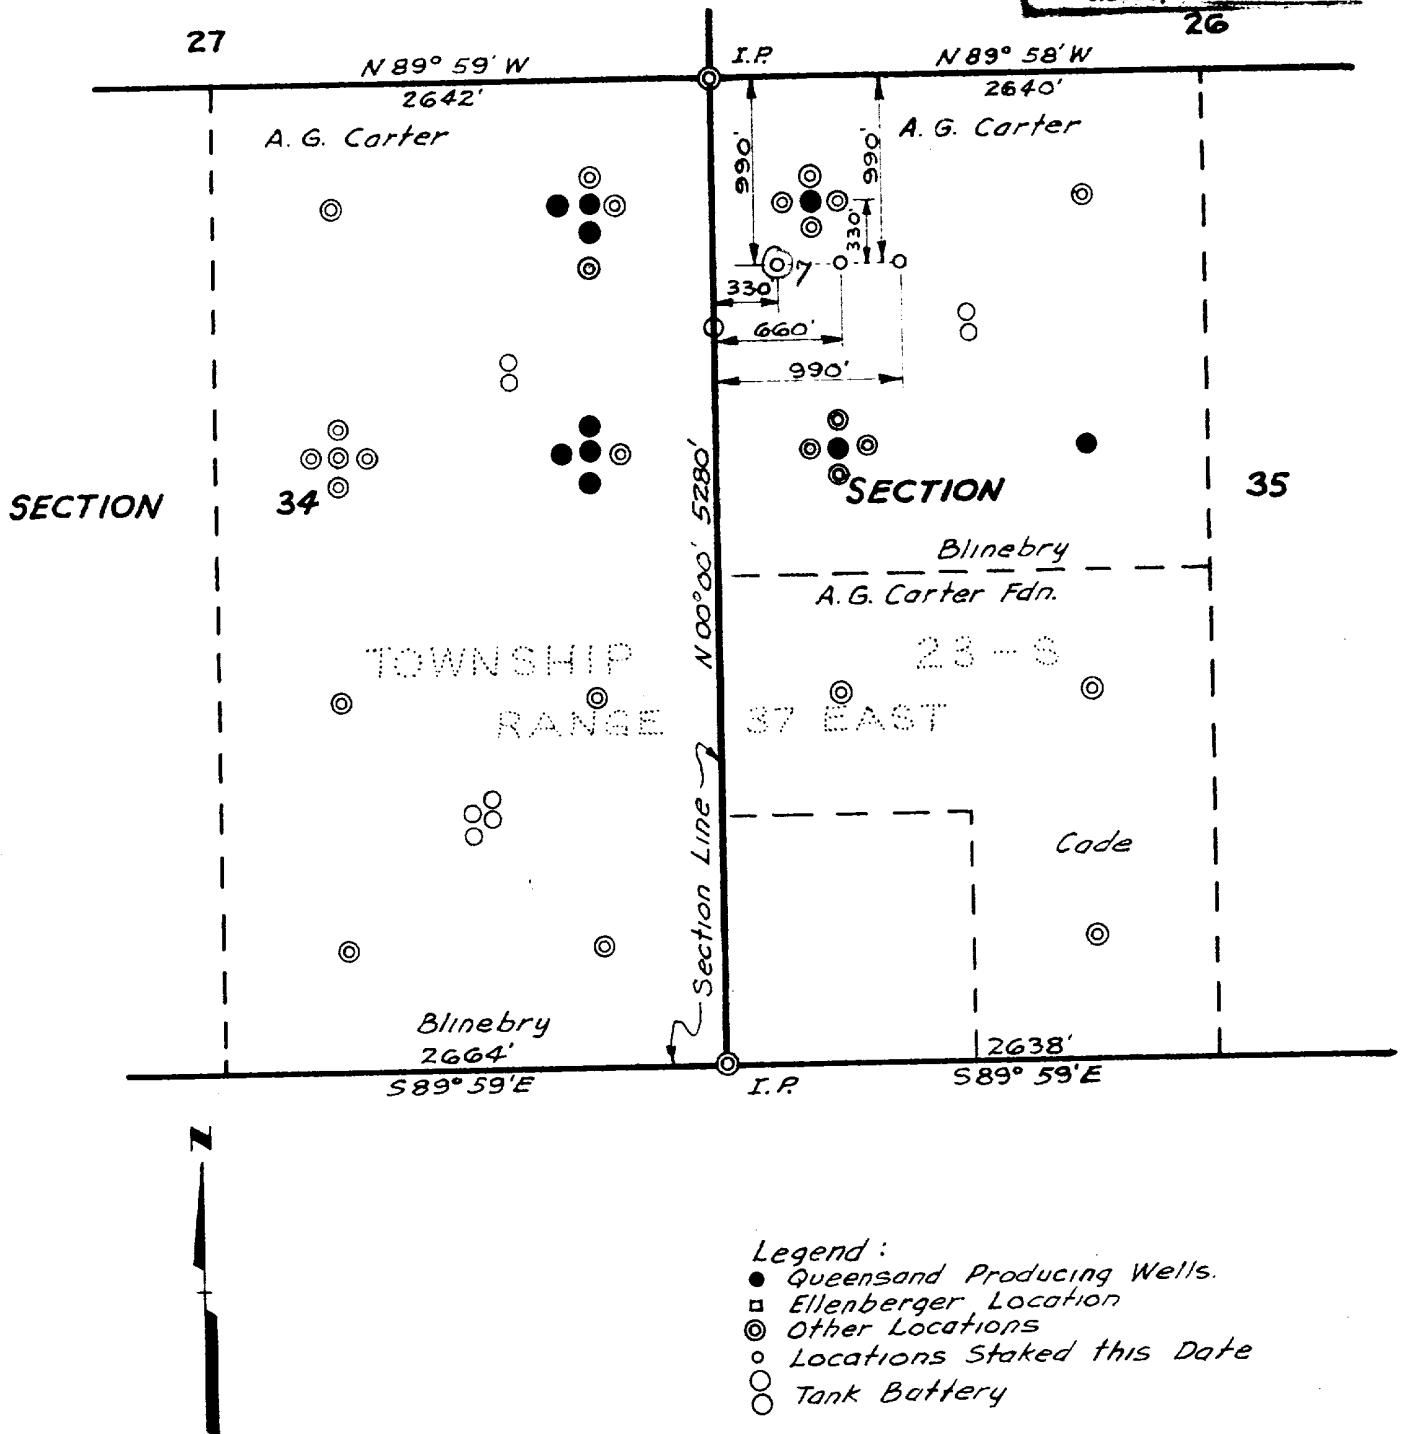 27
26
N 89° 59' W
I.P.
N 89° 58' W
2642'
2640'
A. G. Carter
A. G. Carter
990'
990'
330'
7
330'
660'
990'
SECTION
34
SECTION
35
N 00°00' 5280'
Blinebry
A. G. Carter Fdn.
TOWNSHIP
23-S
RANGE
37 EAST
Section Line
Cade
Blinebry
2664'
2638'
S 89° 59' E
I.P.
S 89° 59' E
N
Legend :
Queensand Producing Wells.
Ellenberger Location
Other Locations
Locations Staked this Date
Tank Battery